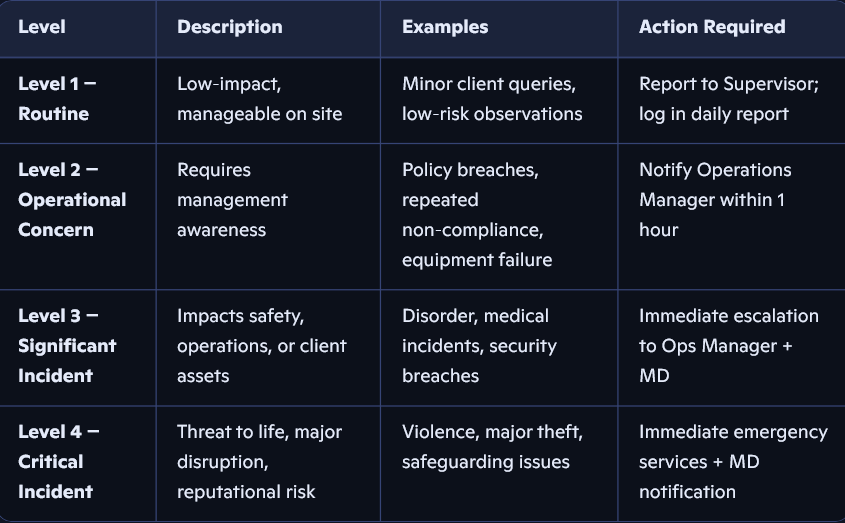 Level Description Examples Action Required
Level 1 – Routine
Low-impact,
manageable on site
Minor client queries,
low-risk observations
Report to Supervisor;
log in daily report
Level 2 –
Operational
Concern
Requires
management
awareness
Policy breaches,
repeated
non-compliance,
equipment failure
Notify Operations
Manager within 1
hour
Level 3 –
Significant
Incident
Impacts safety,
operations, or client
assets
Disorder, medical
incidents, security
breaches
Immediate escalation
to Ops Manager +
MD
Level 4 –
Critical
Incident
Threat to life, major
disruption,
reputational risk
Violence, major theft,
safeguarding issues
Immediate emergency
services + MD
notification